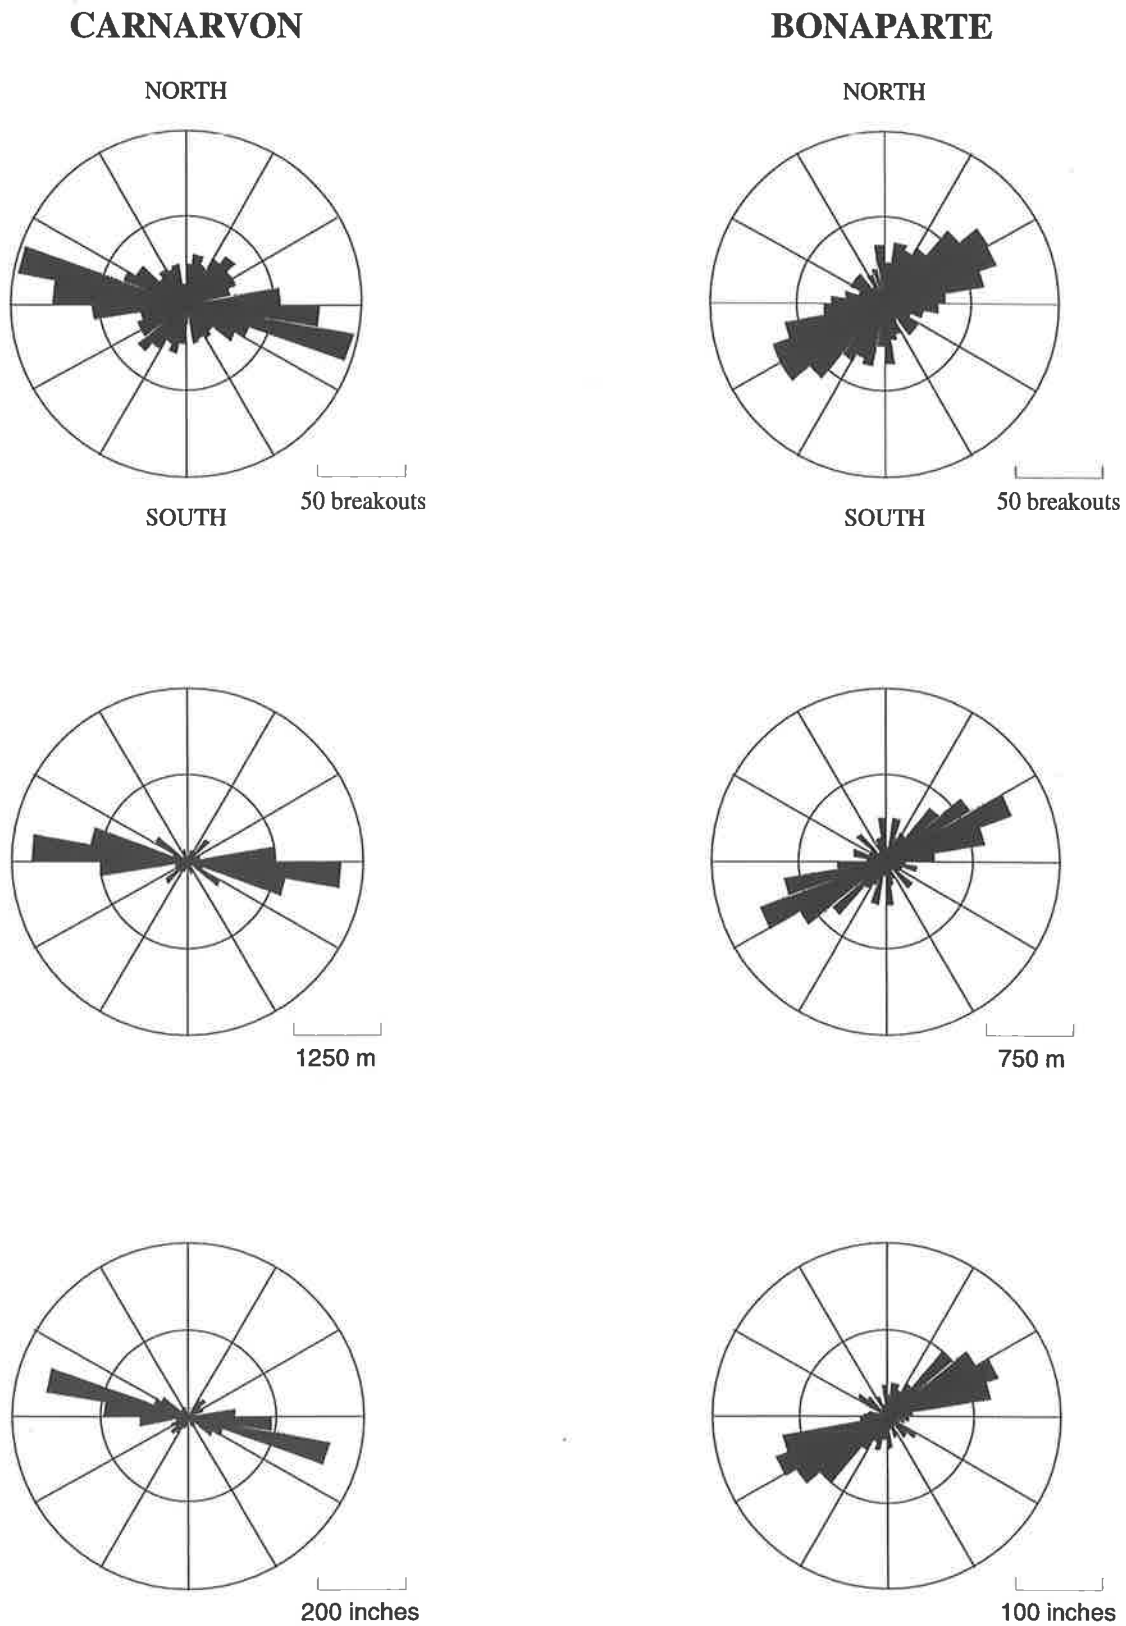 CARNARVON
BONAPARTE
NORTH
NORTH
50 breakouts
50 breakouts
SOUTH
SOUTH
1250 m
750 m
200 inches
100 inches